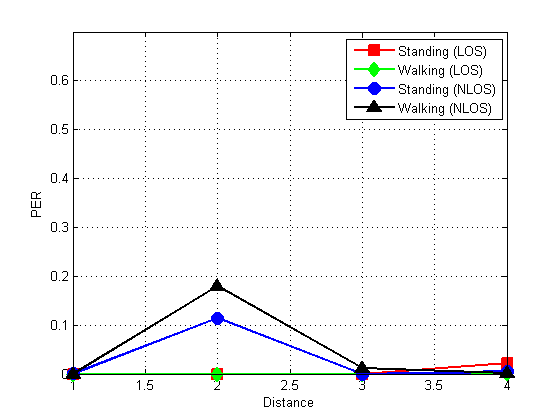 Standing (LOS)
Walking (LOS)
Standing (NLOS)
Walking (NLOS)
0.6
0.5
0.4
0.3
0.2
0.1
0
PER
1 1.5 2 2.5 3 3.5 4
Distance